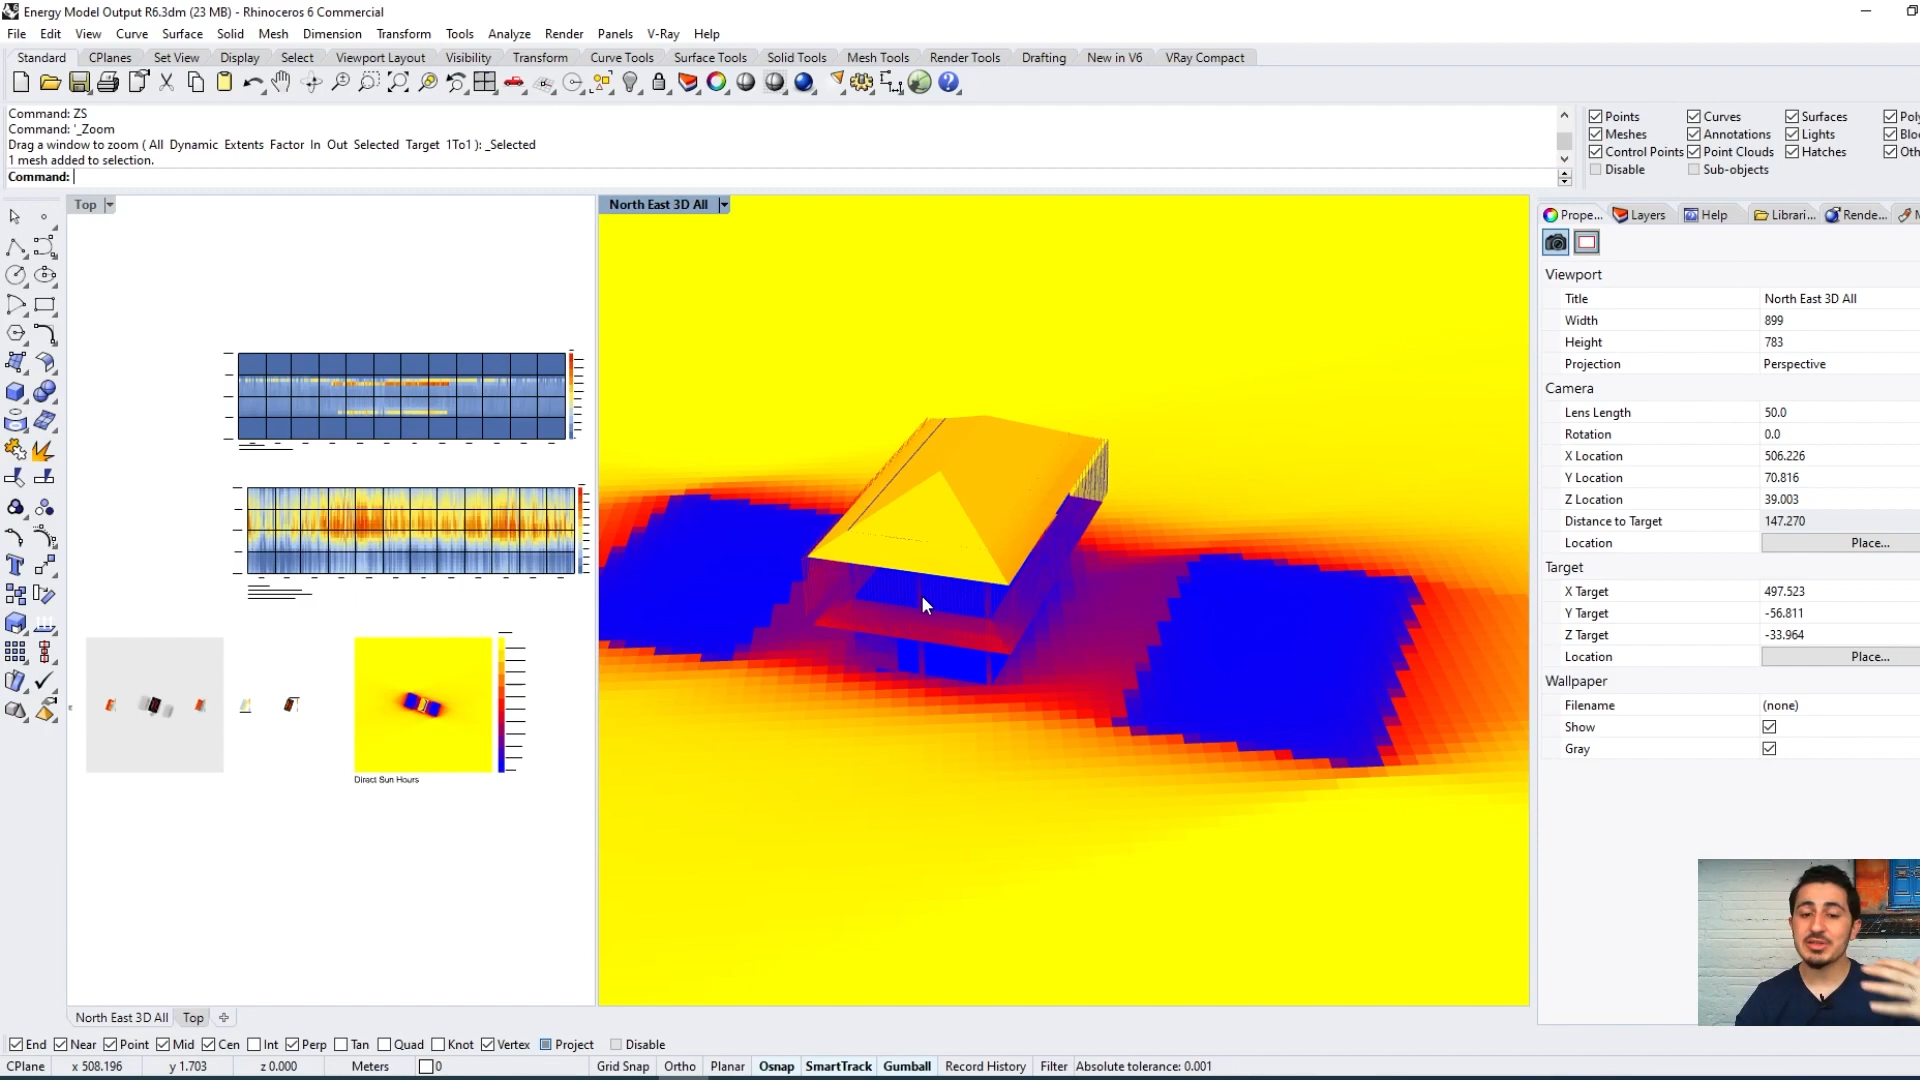 Energy Model Output R6.3dm (23 MB) - Rhinoceros 6 Commercial
File Edit View Curve Surface Solid Mesh Dimension Transform Tools Analyze Render Panels V-Ray Help
Standard CPlanes Set View Display Select Viewport Layout Visibility Transform Curve Tools Surface Tools Solid Tools Mesh Tools Render Tools Drafting New in V6 VRay Compact
Command: ZS
Command: '_Zoom
Drag a window to zoom ( All Dynamic Extents Factor In Out Selected Target 1To1 ): _Selected
1 mesh added to selection.
Command:
Points Curves Surfaces Pol
Meshes Annotations Lights Blo
Control Points Point Clouds Hatches Oth
Disable Sub-objects
Top
North East 3D All
Prope... Layers Help Librari... Rende...
Viewport
Title North East 3D All
Width 899
Height 783
Projection Perspective
Camera
Lens Length 50.0
Rotation 0.0
X Location 506.226
Y Location 70.816
Z Location 39.003
Distance to Target 147.270
Location Place...
Target
X Target 497.523
Y Target -56.811
Z Target -33.964
Location Place...
Wallpaper
Filename (none)
Show
Gray
Direct Sun Hours
North East 3D All Top
End Near Point Mid Cen Int Perp Tan Quad Knot Vertex Project Disable
CPlane x 508.196 y 1.703 z 0.000 Meters 0 Grid Snap Ortho Planar Osnap SmartTrack Gumball Record History Filter Absolute tolerance: 0.001